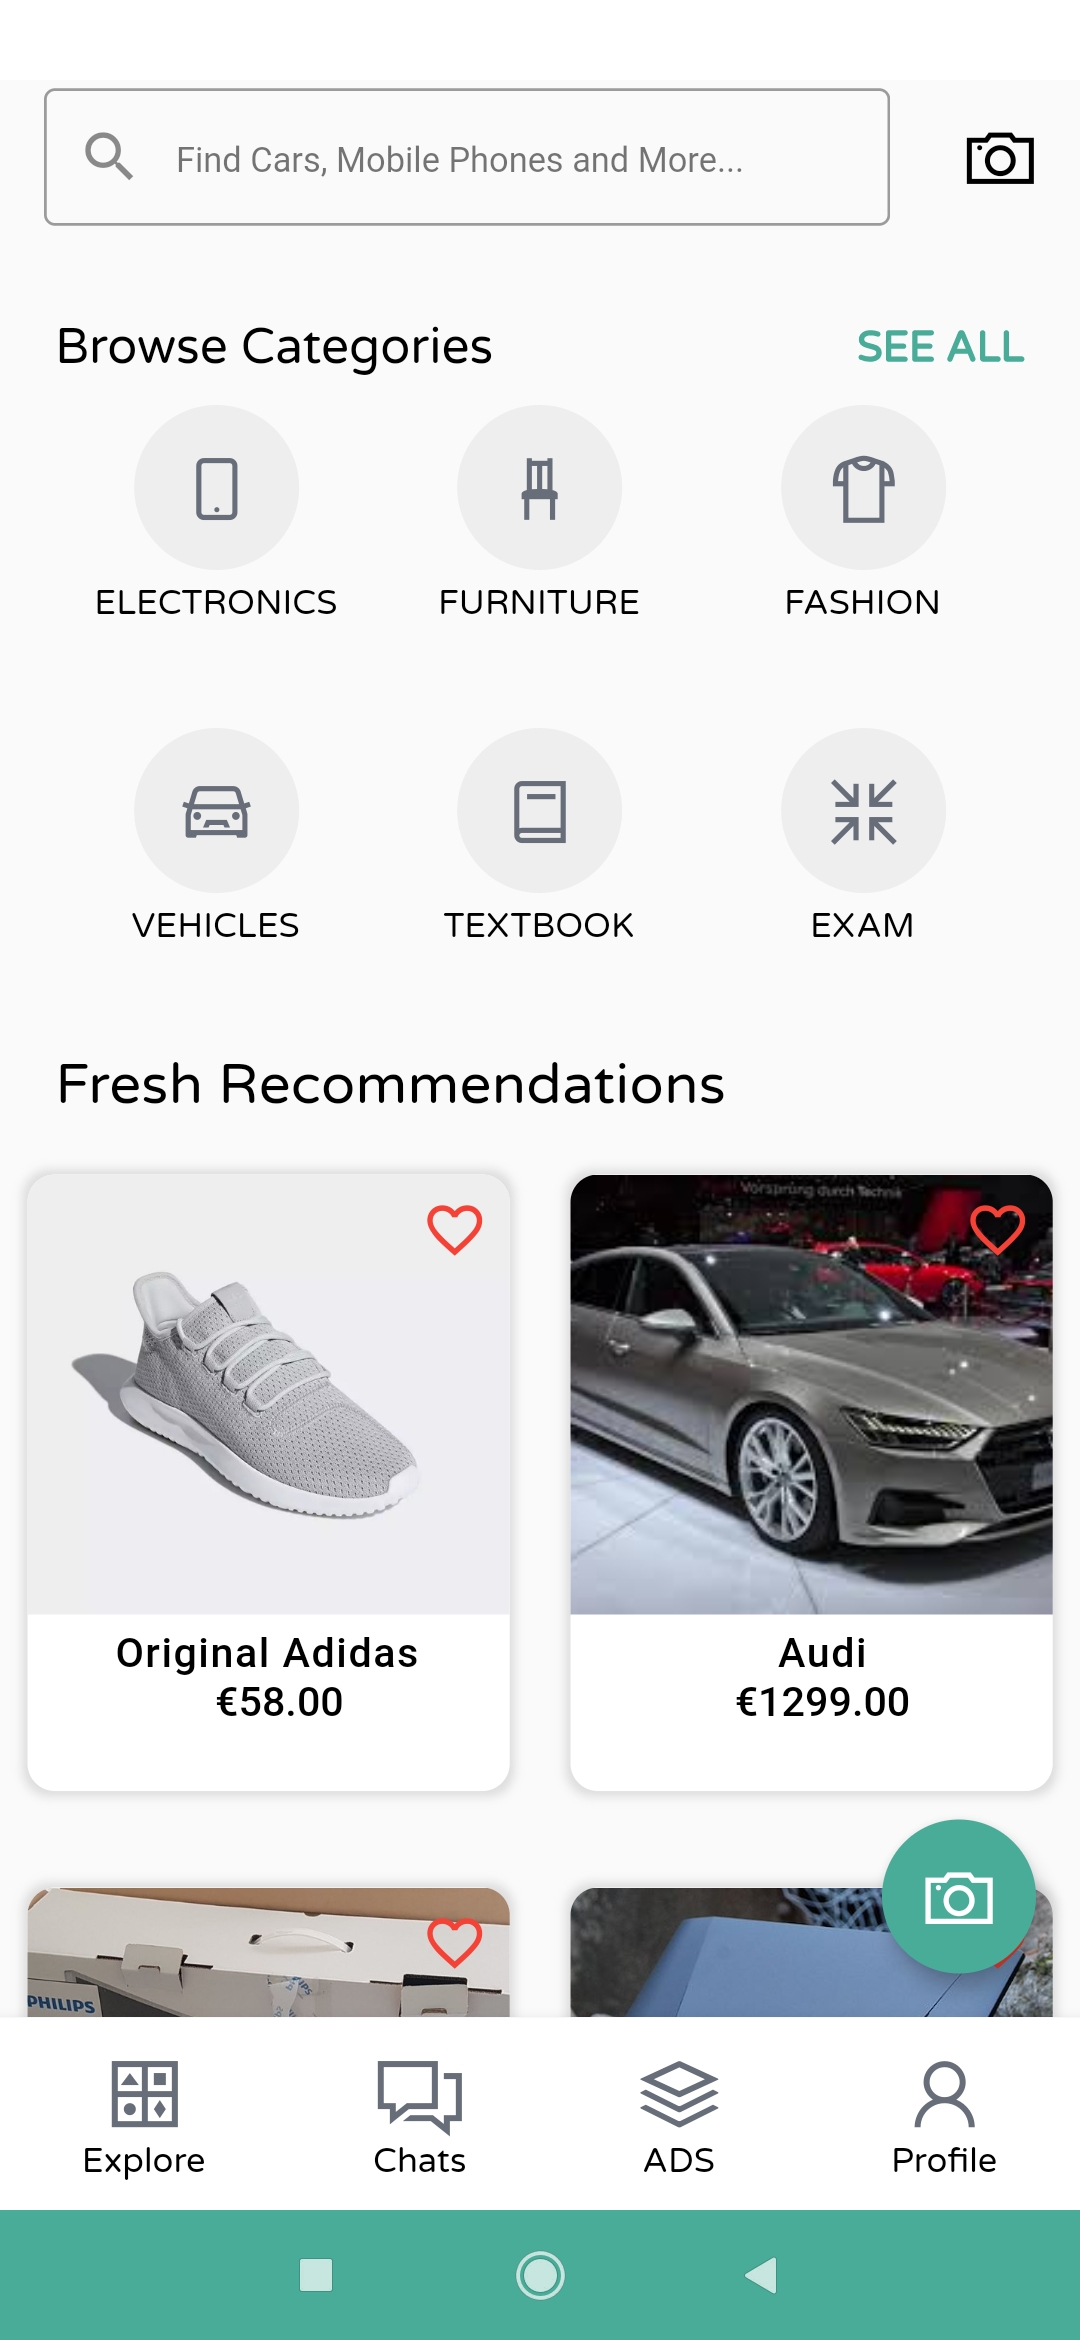 Find Cars, Mobile Phones and More...
Browse Categories
SEE ALL
ELECTRONICS
FURNITURE
FASHION
VEHICLES
TEXTBOOK
EXAM
Fresh Recommendations
Vorsprung durch Technik
Original Adidas
€58.00
Audi
€1299.00
PHILIPS
Explore
Chats
ADS
Profile